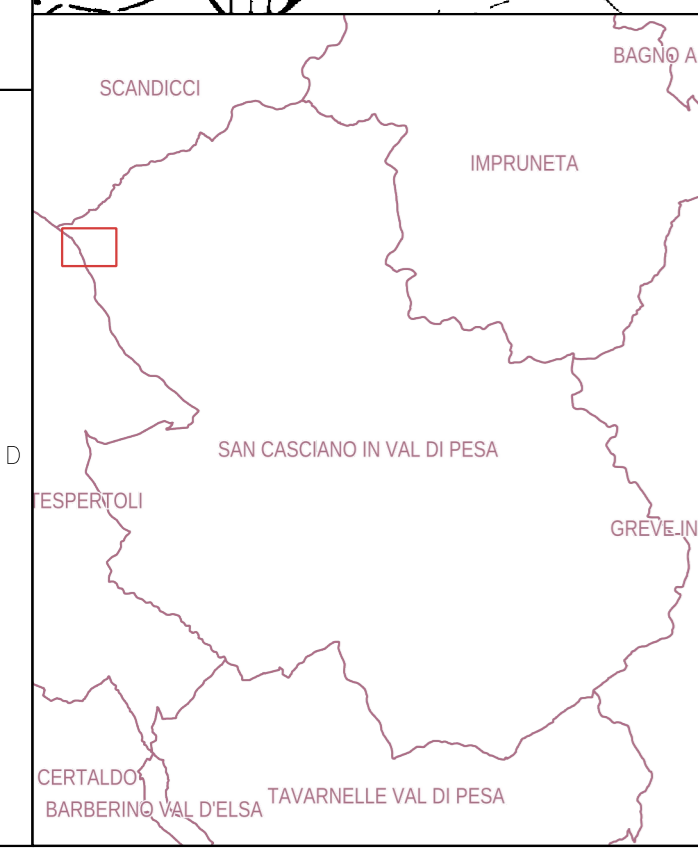 SCANDICCI
BAGNO A
IMPRUNETA
SAN CASCIANO IN VAL DI PESA
D
TESPERTOLI
GREVE IN
CERTALDO
TAVARNELLE VAL DI PESA
BARBERINO VAL D'ELSA